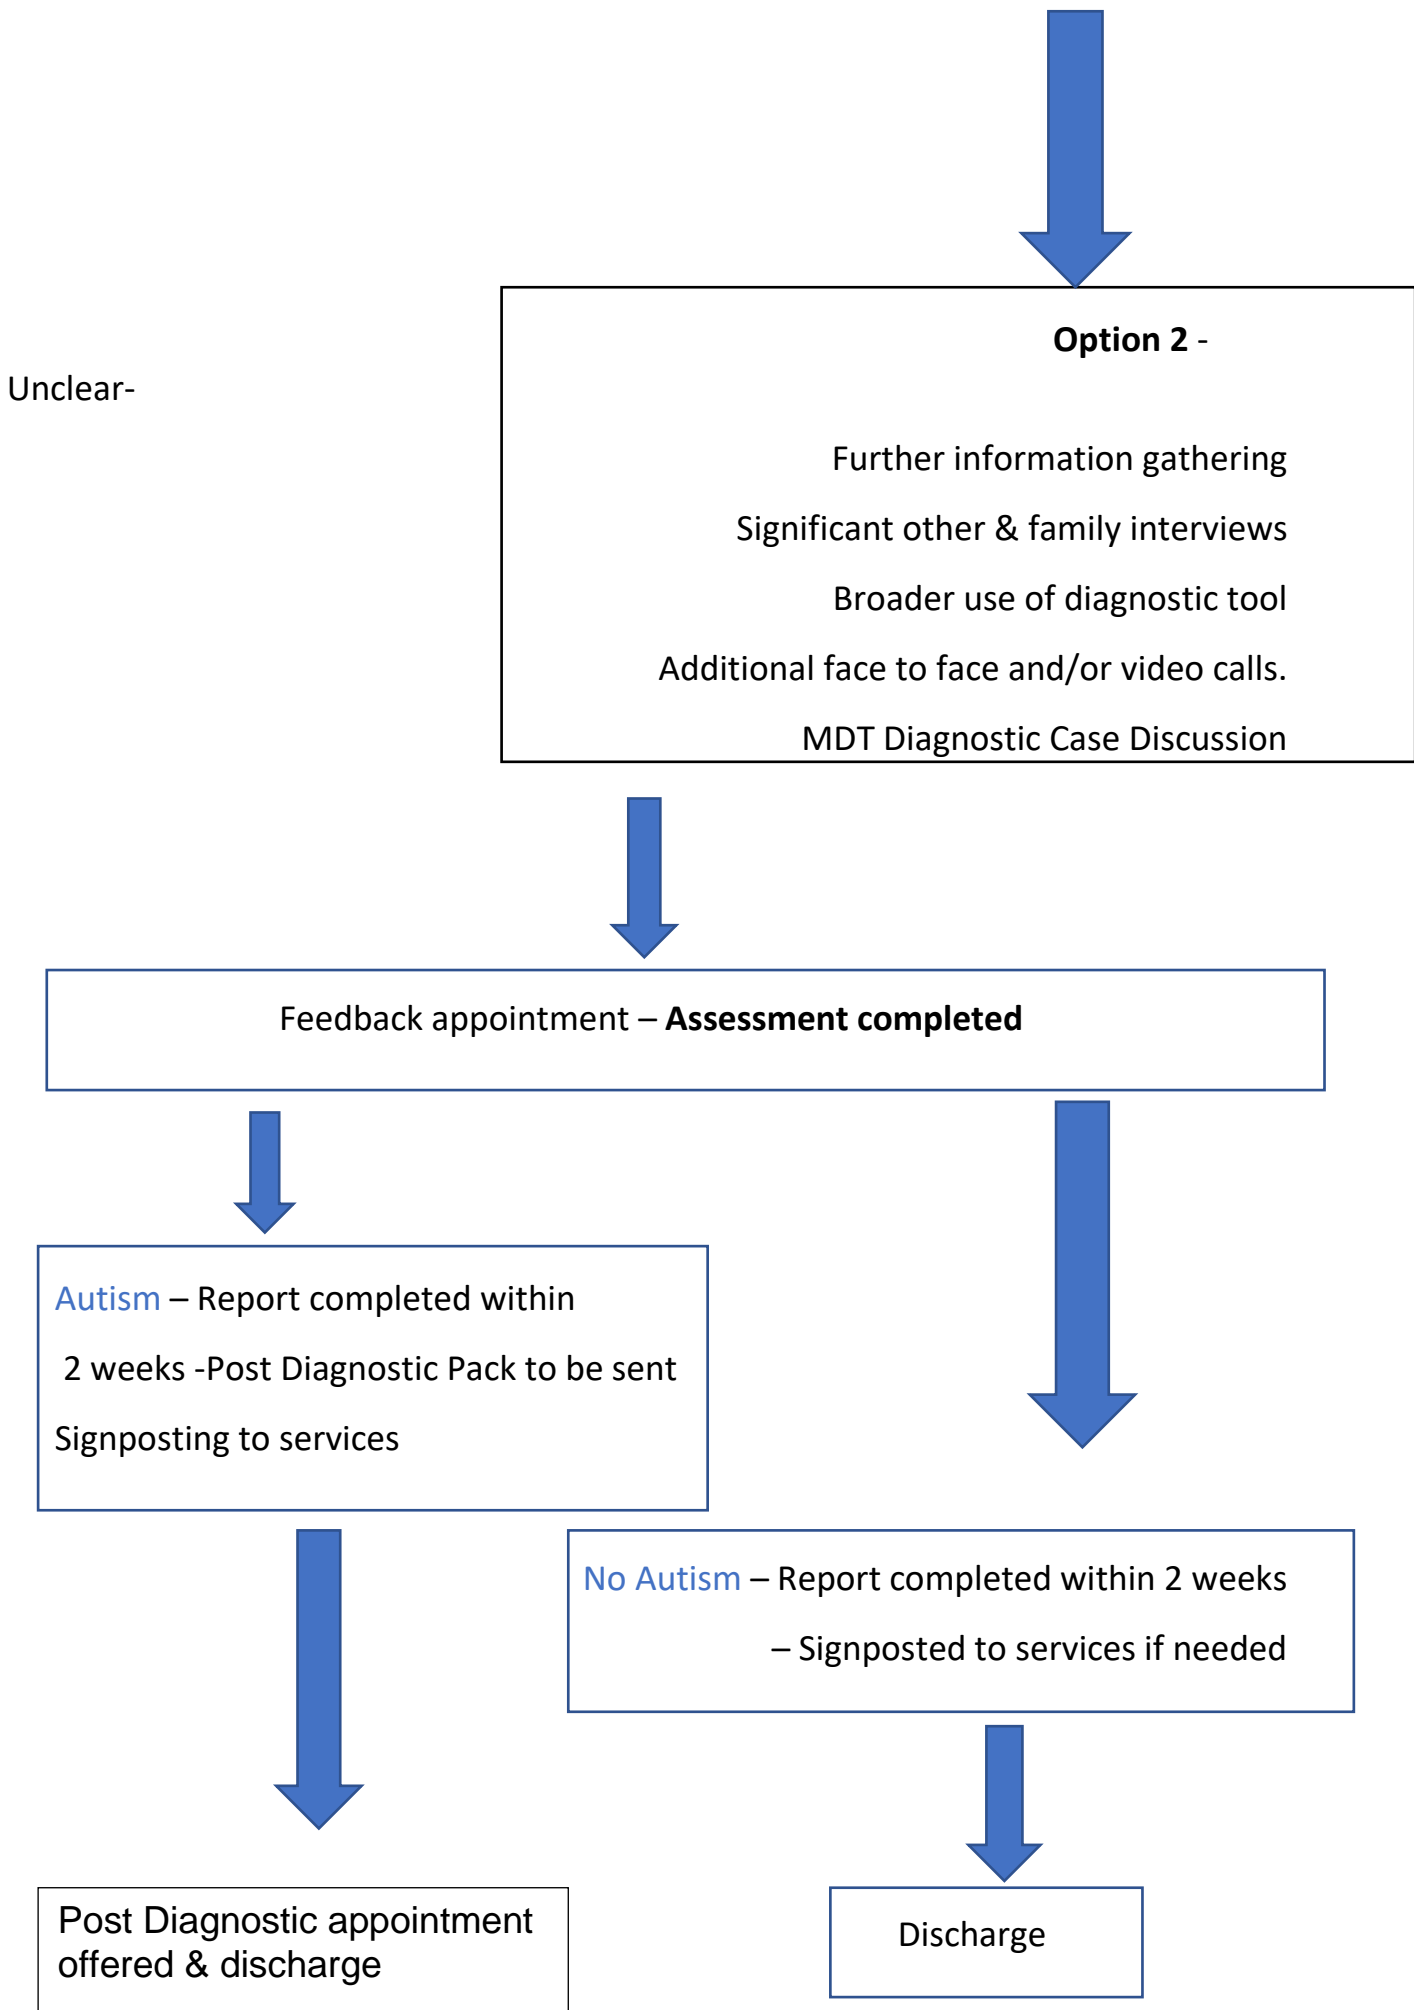 Option 2 -
Unclear-
Further information gathering
Significant other & family interviews
Broader use of diagnostic tool
Additional face to face and/or video calls.
MDT Diagnostic Case Discussion
Feedback appointment – Assessment completed
Autism – Report completed within
2 weeks -Post Diagnostic Pack to be sent
Signposting to services
No Autism – Report completed within 2 weeks
– Signposted to services if needed
Post Diagnostic appointment
offered & discharge
Discharge